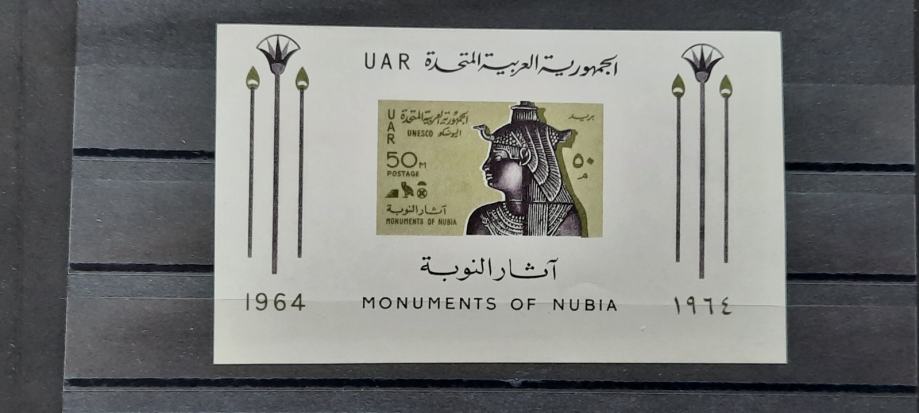 UAR الجمهورية العربية المتحدة
UAR الجمهورية العربية المتحدة بريد
UNESCO اليونسكو
50M ٥٠ م
POSTAGE
آثار النوبة
MONUMENTS OF NUBIA
آثار النوبة
1964 MONUMENTS OF NUBIA ١٩٦٤